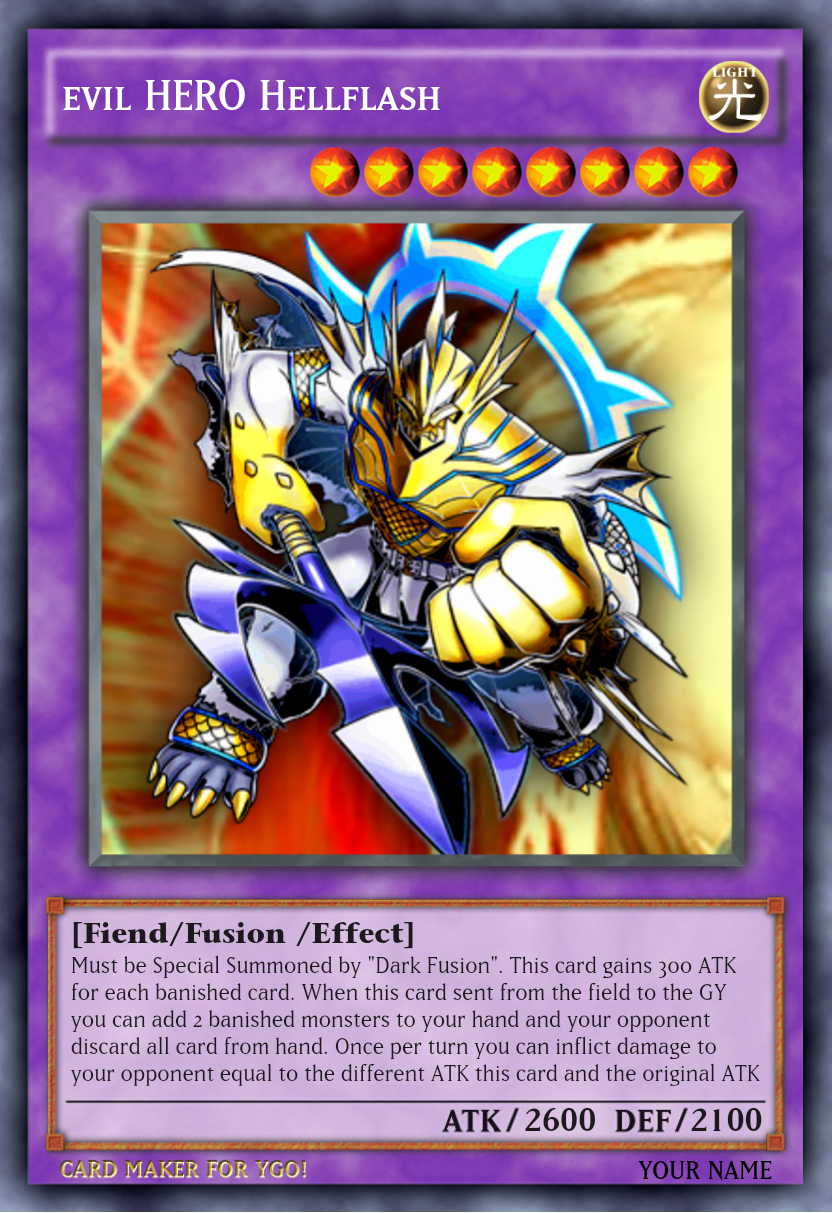 evil HERO Hellflash
LIGHT
光
[Fiend/Fusion /Effect]
Must be Special Summoned by "Dark Fusion". This card gains 300 ATK
for each banished card. When this card sent from the field to the GY
you can add 2 banished monsters to your hand and your opponent
discard all card from hand. Once per turn you can inflict damage to
your opponent equal to the different ATK this card and the original ATK
ATK/2600 DEF/2100
CARD MAKER FOR YGO!
YOUR NAME